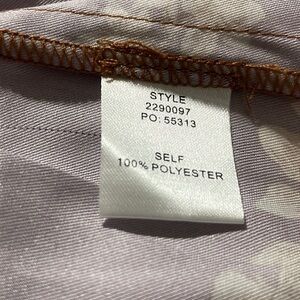 STYLE
2290097
PO: 55313
SELF
100% POLYESTER